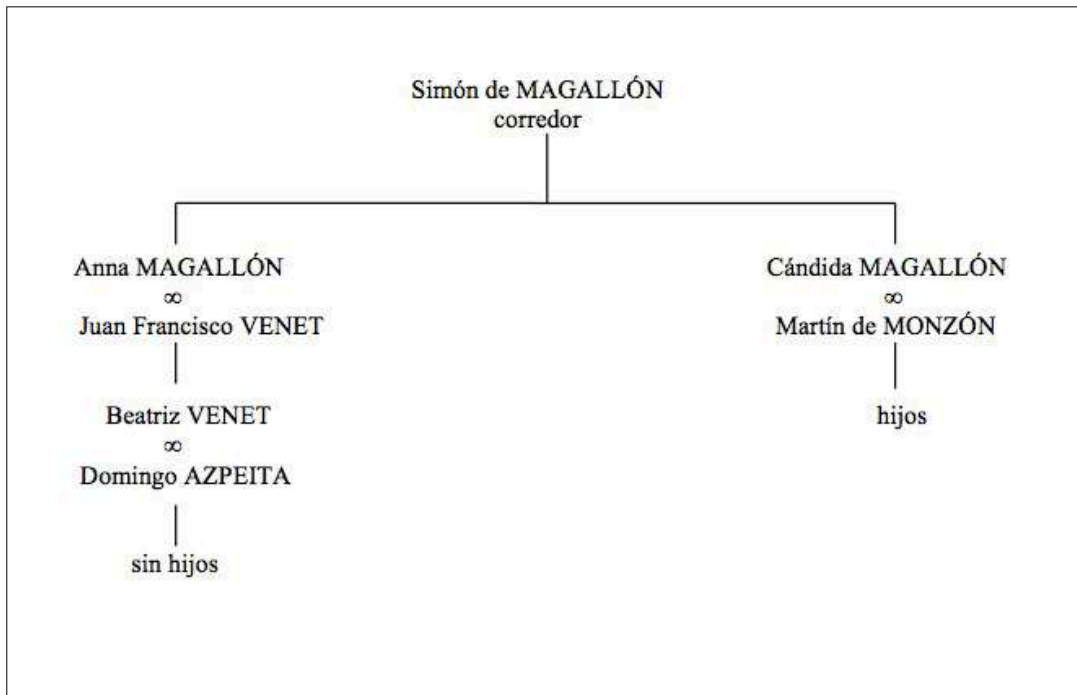 Simón de MAGALLÓN
corredor
Anna MAGALLÓN
∞
Juan Francisco VENET
Beatriz VENET
∞
Domingo AZPEITA
sin hijos
Cándida MAGALLÓN
∞
Martín de MONZÓN
hijos